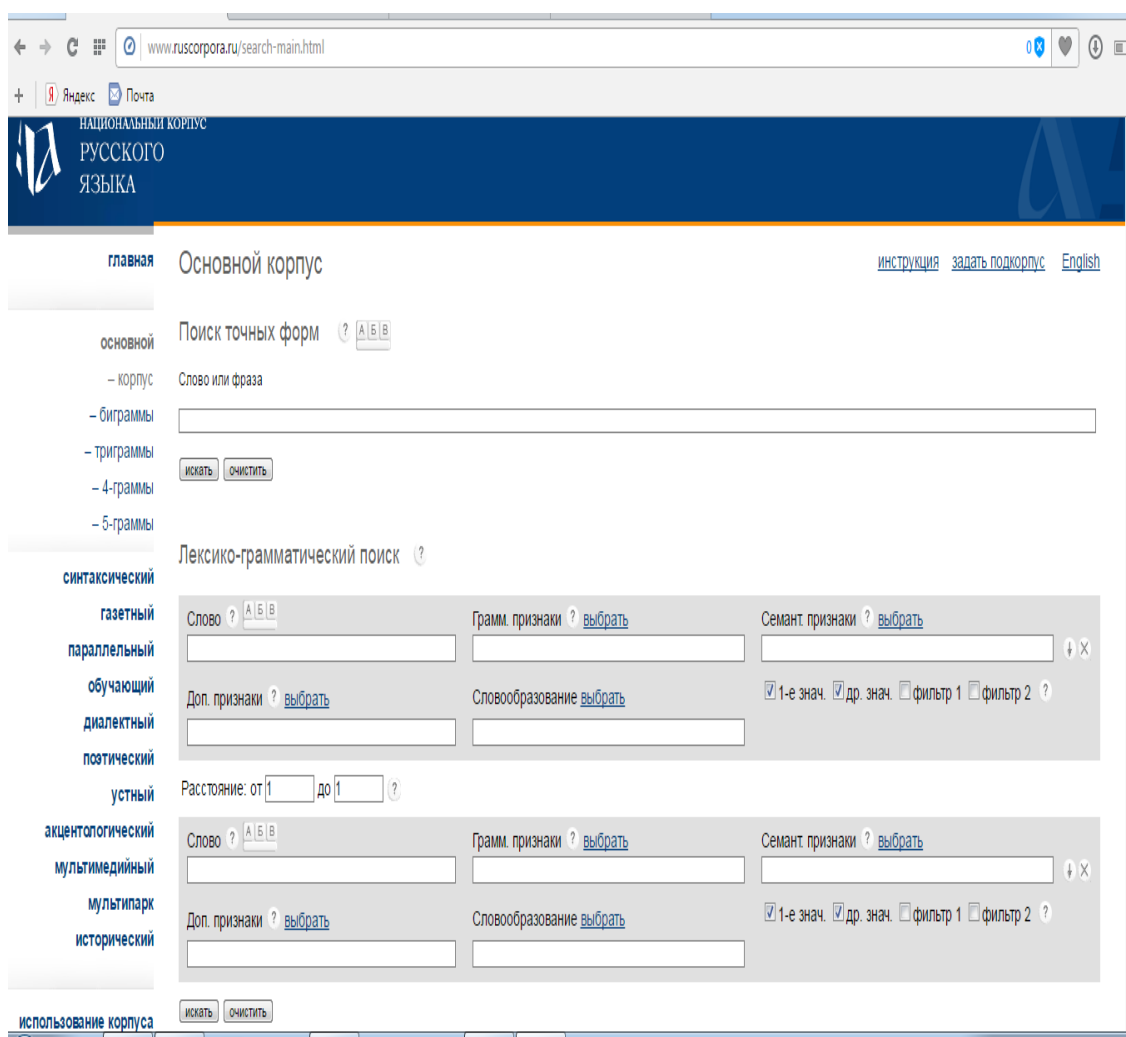 www.ruscorpora.ru/search-main.html
0
+ Я Яндекс Почта
НАЦИОНАЛЬНЫЙ КОРПУС
РУССКОГО
ЯЗЫКА
главная
Основной корпус
инструкция задать подкорпус English
Поиск точных форм ? А Б В
основной
– корпус
Слово или фраза
– биграммы
– триграммы
искать очистить
– 4-граммы
– 5-граммы
Лексико-грамматический поиск ?
синтаксический
газетный
параллельный
обучающий
диалектный
поэтический
устный
акцентологический
мультимедийный
мультипарк
исторический
использование корпуса
Слово ? А Б В Грамм. признаки ? выбрать Семант. признаки ? выбрать
Доп. признаки ? выбрать Словообразование выбрать 1-е знач. др. знач. фильтр 1 фильтр 2 ?
Расстояние: от 1 до 1 ?
Слово ? А Б В Грамм. признаки ? выбрать Семант. признаки ? выбрать
Доп. признаки ? выбрать Словообразование выбрать 1-е знач. др. знач. фильтр 1 фильтр 2 ?
искать очистить